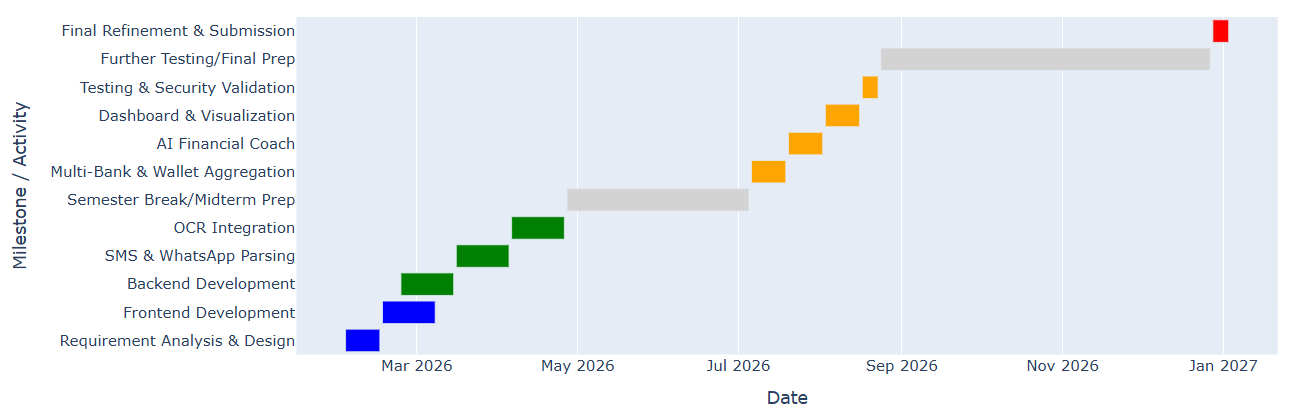 Milestone / Activity
Final Refinement & Submission
Further Testing/Final Prep
Testing & Security Validation
Dashboard & Visualization
AI Financial Coach
Multi-Bank & Wallet Aggregation
Semester Break/Midterm Prep
OCR Integration
SMS & WhatsApp Parsing
Backend Development
Frontend Development
Requirement Analysis & Design
Mar 2026 May 2026 Jul 2026 Sep 2026 Nov 2026 Jan 2027
Date